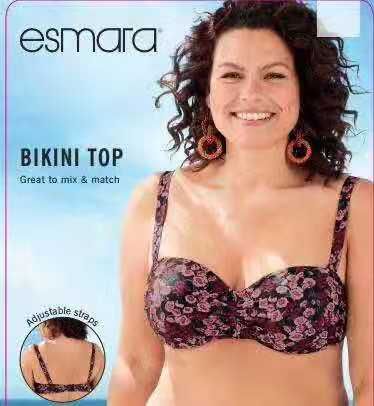 esmara®
BIKINI TOP
Great to mix & match
Adjustable straps